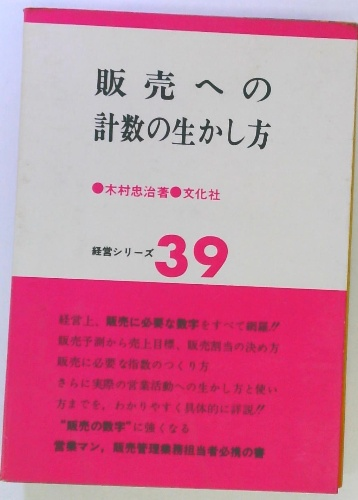 販売への
計数の生かし方
●木村忠治著●文化社
経営シリーズ39
経営上、販売に必要な数字をすべて網羅!!
販売予測から売上目標、販売割当の決め方
販売に必要な指数のつくり方
さらに実際の営業活動への生かし方と使い
方までを，わかりやすく具体的に詳説!!
“販売の数字”に強くなる
営業マン，販売管理業務担当者必携の書